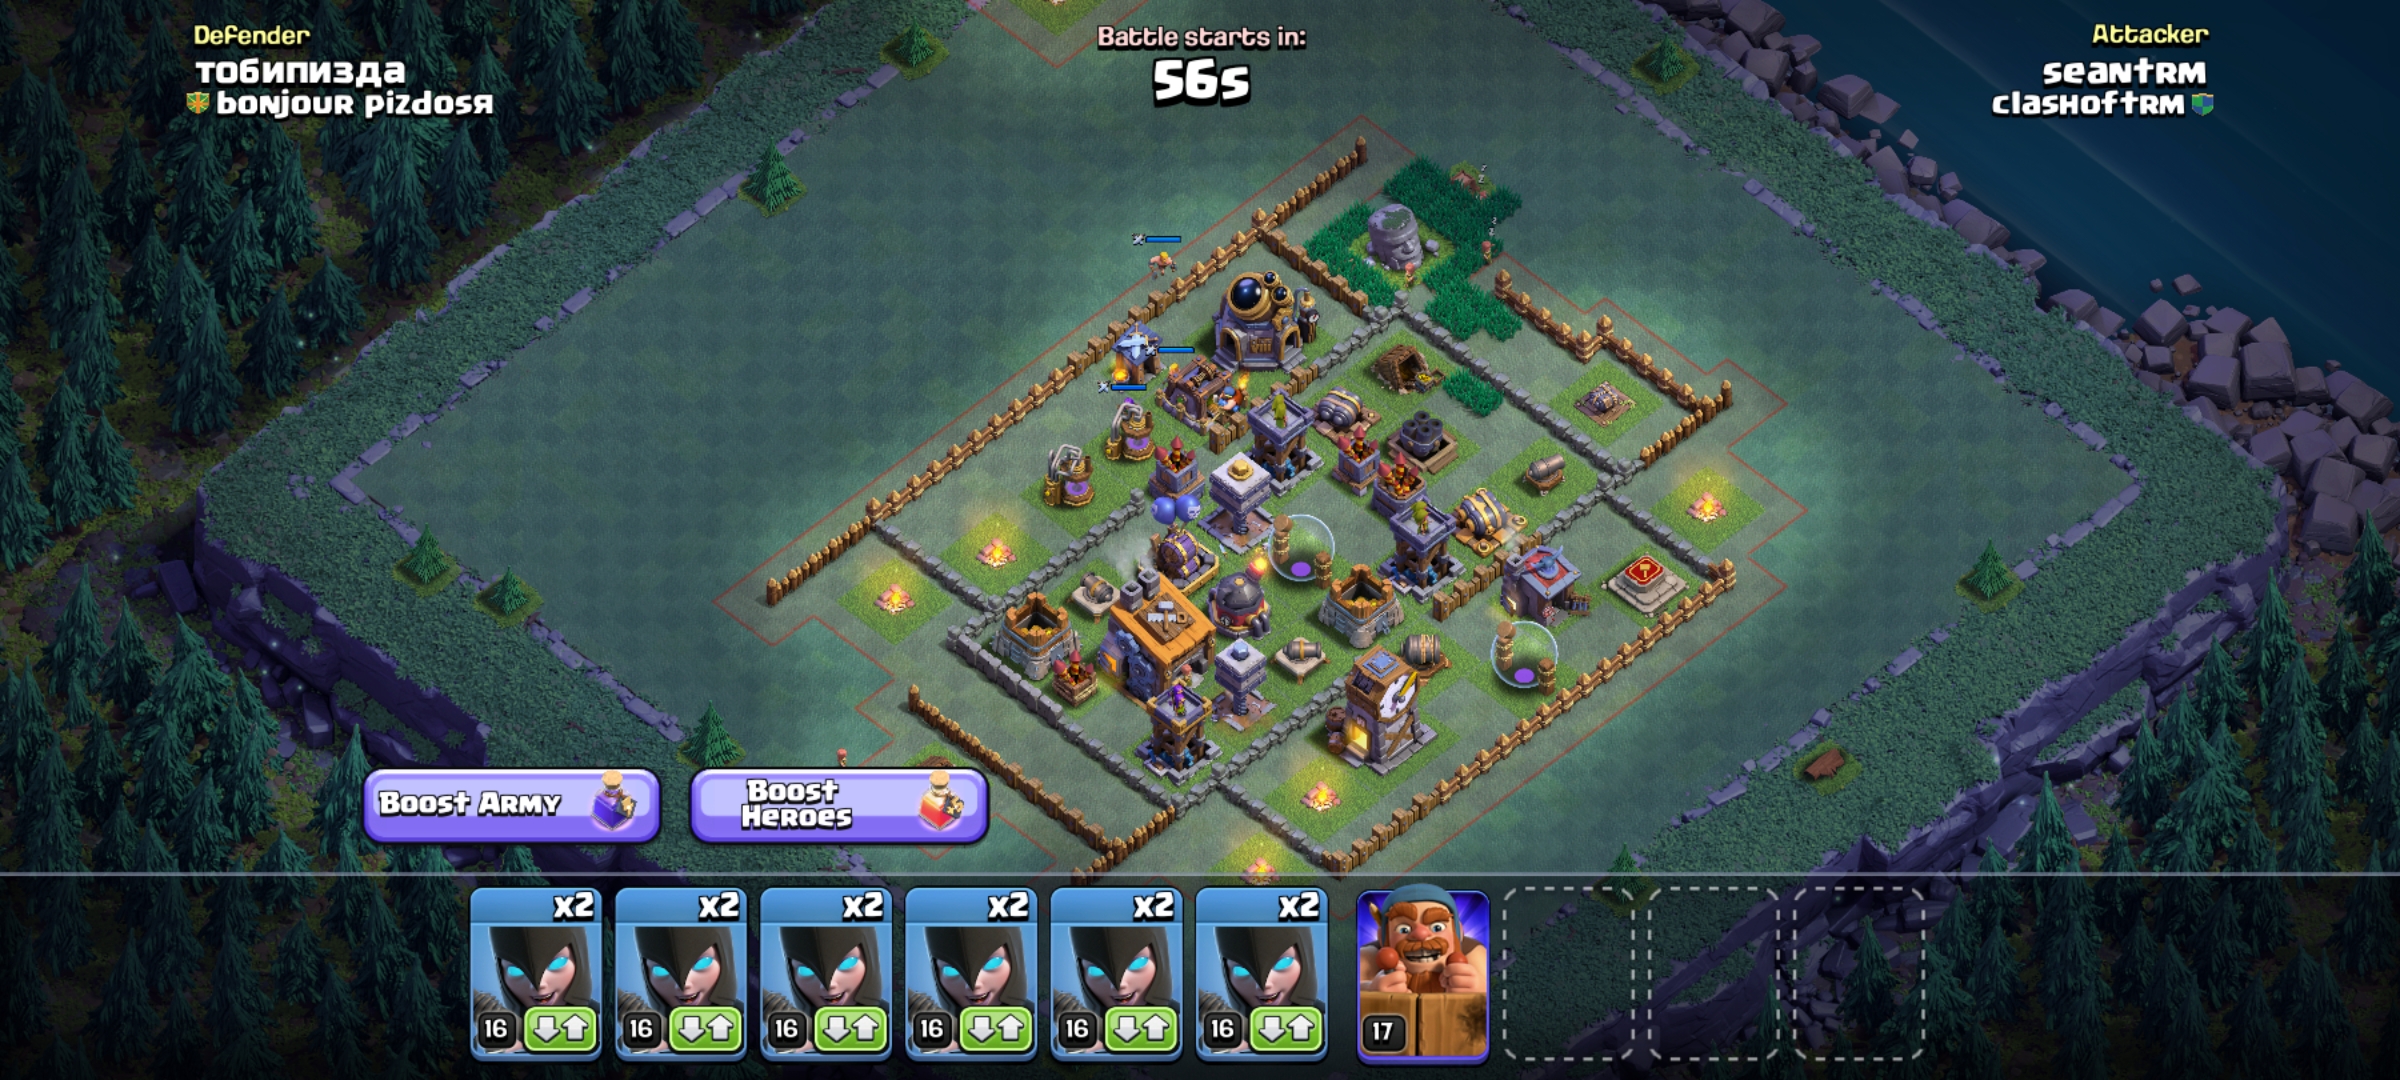 Defender
тобипизда
bonjour pizdosя
Battle starts in:
56s
Attacker
seantrm
clashoftrm
Boost Army
Boost
Heroes
x2
x2
x2
x2
x2
x2
16
16
16
16
16
16
17